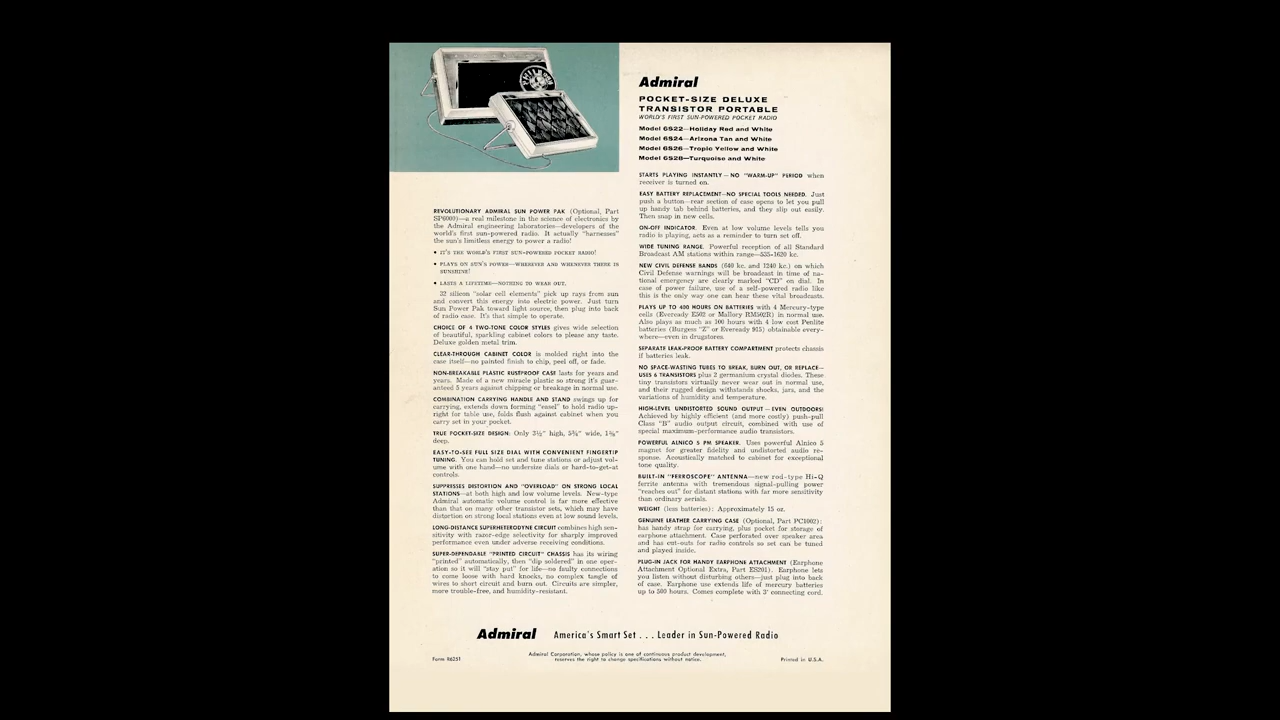 Admiral
POCKET-SIZE DELUXE
TRANSISTOR PORTABLE
WORLD'S FIRST SUN-POWERED POCKET RADIO
Model 6S22—Holiday Red and White
Model 6S24—Arizona Tan and White
Model 6S26—Tropic Yellow and White
Model 6S28—Turquoise and White
REVOLUTIONARY ADMIRAL SUN POWER PAK (Optional, Part
SP6000)—a real milestone in the science of electronics by
the Admiral engineering laboratories—developers of the
world's first sun-powered radio. It actually "harnesses"
the sun's limitless energy to power a radio!
• IT'S THE WORLD'S FIRST SUN-POWERED POCKET RADIO!
• PLAYS ON SUN'S POWER—WHEREVER AND WHENEVER THERE IS
SUNSHINE!
• LASTS A LIFETIME—NOTHING TO WEAR OUT.
32 silicon "solar cell elements" pick up rays from sun
and convert this energy into electric power. Just turn
Sun Power Pak toward light source, then plug into back
of radio case. It's that simple to operate.
CHOICE OF 4 TWO-TONE COLOR STYLES gives wide selection
of beautiful, sparkling cabinet colors to please any taste.
Deluxe golden metal trim.
CLEAR-THROUGH CABINET COLOR is molded right into the
case itself—no painted finish to chip, peel off, or fade.
NON-BREAKABLE PLASTIC RUSTPROOF CASE lasts for years and
years. Made of a new miracle plastic so strong it's guar-
anteed 5 years against chipping or breakage in normal use.
COMBINATION CARRYING HANDLE AND STAND swings up for
carrying, extends down forming "easel" to hold radio up-
right for table use, folds flush against cabinet when you
carry set in your pocket.
TRUE POCKET-SIZE DESIGN: Only 3½" high, 5¾" wide, 1¾"
deep.
EASY-TO-SEE FULL SIZE DIAL WITH CONVENIENT FINGERTIP
TUNING. You can hold set and tune stations or adjust vol-
ume with one hand—no undersize dials or hard-to-get-at
controls.
SUPPRESSES DISTORTION AND "OVERLOAD" ON STRONG LOCAL
STATIONS—at both high and low volume levels. New-type
Admiral automatic volume control is far more effective
than that on many other transistor sets, which may have
distortion on strong local stations even at low sound levels.
LONG-DISTANCE SUPERHETERODYNE CIRCUIT combines high sen-
sitivity with razor-edge selectivity for sharply improved
performance even under adverse receiving conditions.
SUPER-DEPENDABLE "PRINTED CIRCUIT" CHASSIS has its wiring
"printed" automatically, then "dip soldered" in one oper-
ation so it will "stay put" for life—no faulty connections
to come loose with hard knocks, no complex tangle of
wires to short circuit and burn out. Circuits are simpler,
more trouble-free, and humidity-resistant.
STARTS PLAYING INSTANTLY—NO "WARM-UP" PERIOD when
receiver is turned on.
EASY BATTERY REPLACEMENT—NO SPECIAL TOOLS NEEDED. Just
push a button—rear section of case opens to let you pull
up handy tab behind batteries, and they slip out easily.
Then snap in new cells.
ON-OFF INDICATOR. Even at low volume levels tells you
radio is playing, acts as a reminder to turn set off.
WIDE TUNING RANGE. Powerful reception of all Standard
Broadcast AM stations within range—535-1620 kc.
NEW CIVIL DEFENSE BANDS (640 kc. and 1240 kc.) on which
Civil Defense warnings will be broadcast in time of na-
tional emergency are clearly marked "CD" on dial. In
case of power failure, use of a self-powered radio like
this is the only way one can hear these vital broadcasts.
PLAYS UP TO 400 HOURS ON BATTERIES with 4 Mercury-type
cells (Eveready E502 or Mallory RM502R) in normal use.
Also plays as much as 100 hours with 4 low cost Penlite
batteries (Burgess "Z" or Eveready 915) obtainable every-
where—even in drugstores.
SEPARATE LEAK-PROOF BATTERY COMPARTMENT protects chassis
if batteries leak.
NO SPACE-WASTING TUBES TO BREAK, BURN OUT, OR REPLACE—
USES 6 TRANSISTORS plus 2 germanium crystal diodes. These
tiny transistors virtually never wear out in normal use,
and their rugged design withstands shocks, jars, and the
variations of humidity and temperature.
HIGH-LEVEL UNDISTORTED SOUND OUTPUT—EVEN OUTDOORS!
Achieved by highly efficient (and more costly) push-pull
Class "B" audio output circuit, combined with use of
special maximum-performance audio transistors.
POWERFUL ALNICO 5 PM SPEAKER. Uses powerful Alnico 5
magnet for greater fidelity and undistorted audio re-
sponse. Acoustically matched to cabinet for exceptional
tone quality.
BUILT-IN "FERROSCOPE" ANTENNA—new rod-type Hi-Q
ferrite antenna with tremendous signal-pulling power
"reaches out" for distant stations with far more sensitivity
than ordinary aerials.
WEIGHT (less batteries): Approximately 15 oz.
GENUINE LEATHER CARRYING CASE (Optional, Part PC1002):
has handy strap for carrying, plus pocket for storage of
earphone attachment. Case perforated over speaker area
and has cut-outs for radio controls so set can be tuned
and played inside.
PLUG-IN JACK FOR HANDY EARPHONE ATTACHMENT (Earphone
Attachment Optional Extra, Part ES201). Earphone lets
you listen without disturbing others—just plug into back
of case. Earphone use extends life of mercury batteries
up to 500 hours. Comes complete with 3' connecting cord.
Admiral America's Smart Set . . . Leader in Sun-Powered Radio
Admiral Corporation, whose policy is one of continuous product development,
reserves the right to change specifications without notice.
Form R6251
Printed in U.S.A.